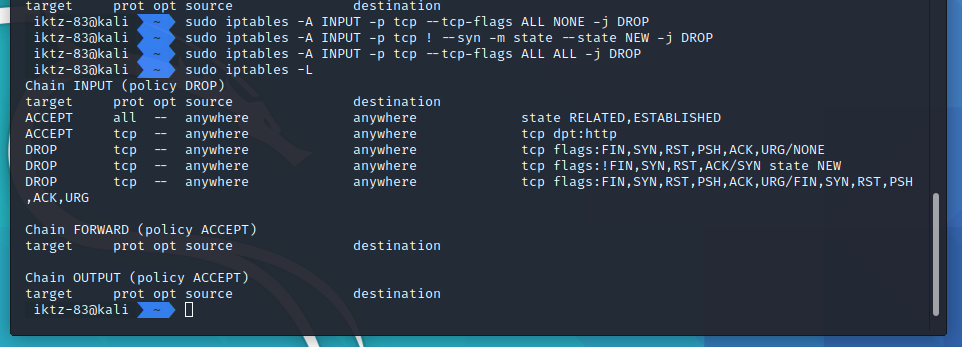 target     prot opt source               destination
iktz-83@kali ~ sudo iptables -A INPUT -p tcp --tcp-flags ALL NONE -j DROP
iktz-83@kali ~ sudo iptables -A INPUT -p tcp ! --syn -m state --state NEW -j DROP
iktz-83@kali ~ sudo iptables -A INPUT -p tcp --tcp-flags ALL ALL -j DROP
iktz-83@kali ~ sudo iptables -L
Chain INPUT (policy DROP)
target     prot opt source               destination
ACCEPT     all  --  anywhere             anywhere             state RELATED,ESTABLISHED
ACCEPT     tcp  --  anywhere             anywhere             tcp dpt:http
DROP       tcp  --  anywhere             anywhere             tcp flags:FIN,SYN,RST,PSH,ACK,URG/NONE
DROP       tcp  --  anywhere             anywhere             tcp flags:!FIN,SYN,RST,ACK/SYN state NEW
DROP       tcp  --  anywhere             anywhere             tcp flags:FIN,SYN,RST,PSH,ACK,URG/FIN,SYN,RST,PSH
,ACK,URG
Chain FORWARD (policy ACCEPT)
target     prot opt source               destination
Chain OUTPUT (policy ACCEPT)
target     prot opt source               destination
iktz-83@kali ~